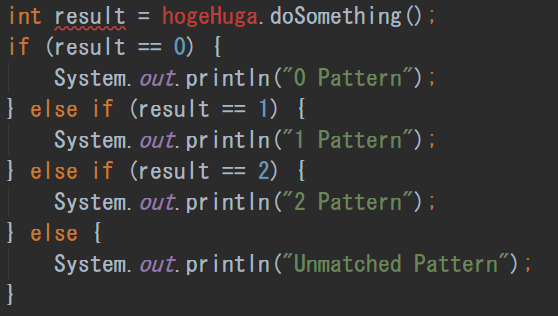 int result = hogeHuga.doSomething();
if (result == 0) {
    System.out.println("0 Pattern");
} else if (result == 1) {
    System.out.println("1 Pattern");
} else if (result == 2) {
    System.out.println("2 Pattern");
} else {
    System.out.println("Unmatched Pattern");
}